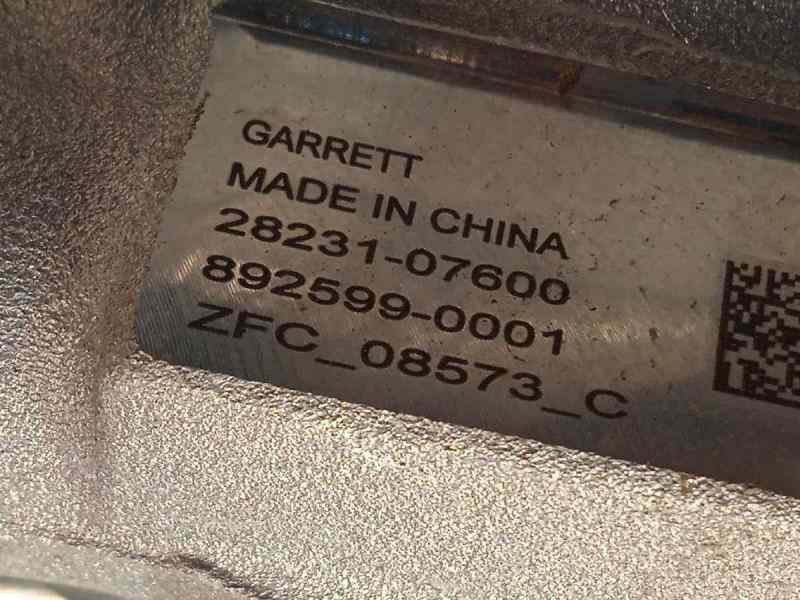 GARRETT
MADE IN CHINA
28231-07600
892599-0001
ZFC_08573_C